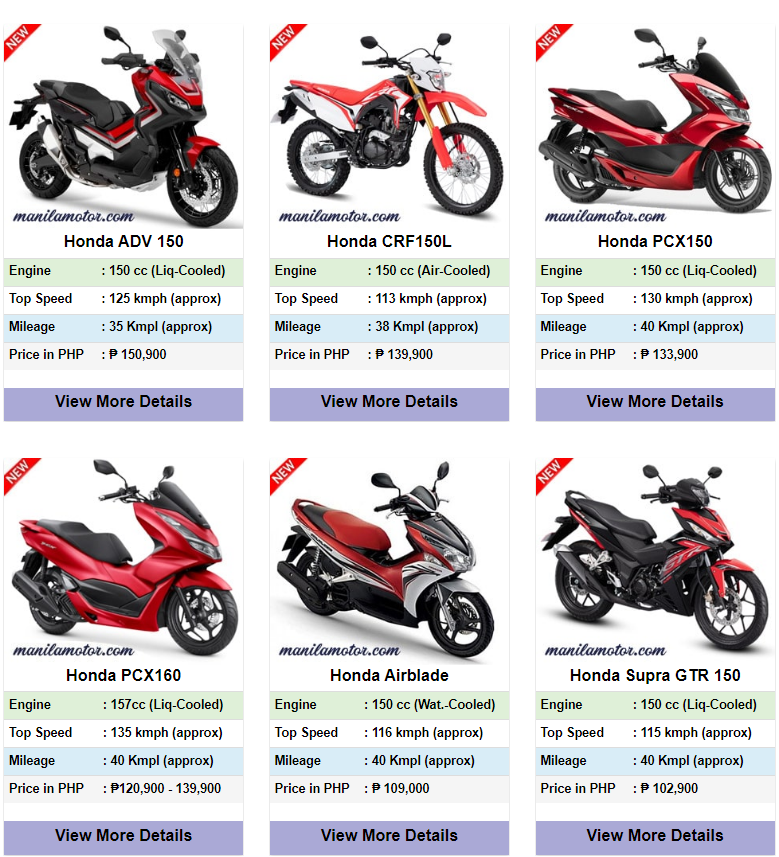 NEW
manilamotor.com
Honda ADV 150
Engine : 150 cc (Liq-Cooled)
Top Speed : 125 kmph (approx)
Mileage : 35 Kmpl (approx)
Price in PHP : ₱ 150,900
View More Details
NEW
manilamotor.com
Honda CRF150L
Engine : 150 cc (Air-Cooled)
Top Speed : 113 kmph (approx)
Mileage : 38 Kmpl (approx)
Price in PHP : ₱ 139,900
View More Details
NEW
manilamotor.com
Honda PCX150
Engine : 150 cc (Liq-Cooled)
Top Speed : 130 kmph (approx)
Mileage : 40 Kmpl (approx)
Price in PHP : ₱ 133,900
View More Details
NEW
manilamotor.com
Honda PCX160
Engine : 157cc (Liq-Cooled)
Top Speed : 135 kmph (approx)
Mileage : 40 Kmpl (approx)
Price in PHP : ₱120,900 - 139,900
View More Details
NEW
manilamotor.com
Honda Airblade
Engine : 150 cc (Wat.-Cooled)
Top Speed : 116 kmph (approx)
Mileage : 40 Kmpl (approx)
Price in PHP : ₱ 109,000
View More Details
NEW
manilamotor.com
Honda Supra GTR 150
Engine : 150 cc (Liq-Cooled)
Top Speed : 115 kmph (approx)
Mileage : 40 Kmpl (approx)
Price in PHP : ₱ 102,900
View More Details